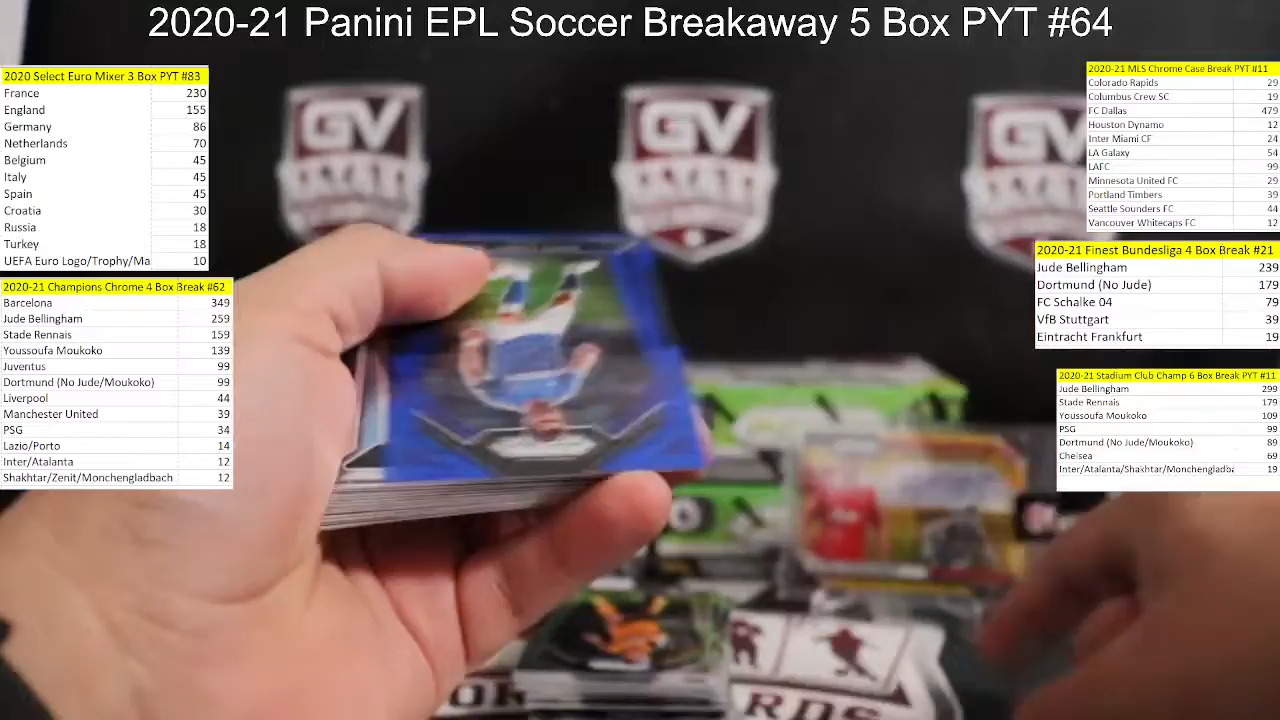 2020-21 Panini EPL Soccer Breakaway 5 Box PYT #64
2020 Select Euro Mixer 3 Box PYT #83
France 230
England 155
Germany 86
Netherlands 70
Belgium 45
Italy 45
Spain 45
Croatia 30
Russia 18
Turkey 18
UEFA Euro Logo/Trophy/Ma 10
2020-21 Champions Chrome 4 Box Break #62
Barcelona 349
Jude Bellingham 259
Stade Rennais 159
Youssoufa Moukoko 139
Juventus 99
Dortmund (No Jude/Moukoko) 99
Liverpool 44
Manchester United 39
PSG 34
Lazio/Porto 14
Inter/Atalanta 12
Shakhtar/Zenit/Monchengladbach 12
2020-21 MLS Chrome Case Break PYT #11
Colorado Rapids 29
Columbus Crew SC 19
FC Dallas 479
Houston Dynamo 12
Inter Miami CF 24
LA Galaxy 54
LAFC 99
Minnesota United FC 29
Portland Timbers 39
Seattle Sounders FC 44
Vancouver Whitecaps FC 12
2020-21 Finest Bundesliga 4 Box Break #21
Jude Bellingham 239
Dortmund (No Jude) 179
FC Schalke 04 79
VfB Stuttgart 39
Eintracht Frankfurt 19
2020-21 Stadium Club Champ 6 Box Break PYT #11
Jude Bellingham 299
Stade Rennais 179
Youssoufa Moukoko 109
PSG 99
Dortmund (No Jude/Moukoko) 89
Chelsea 69
Inter/Atalanta/Shakhtar/Monchengladba 19
GV
GV
GV